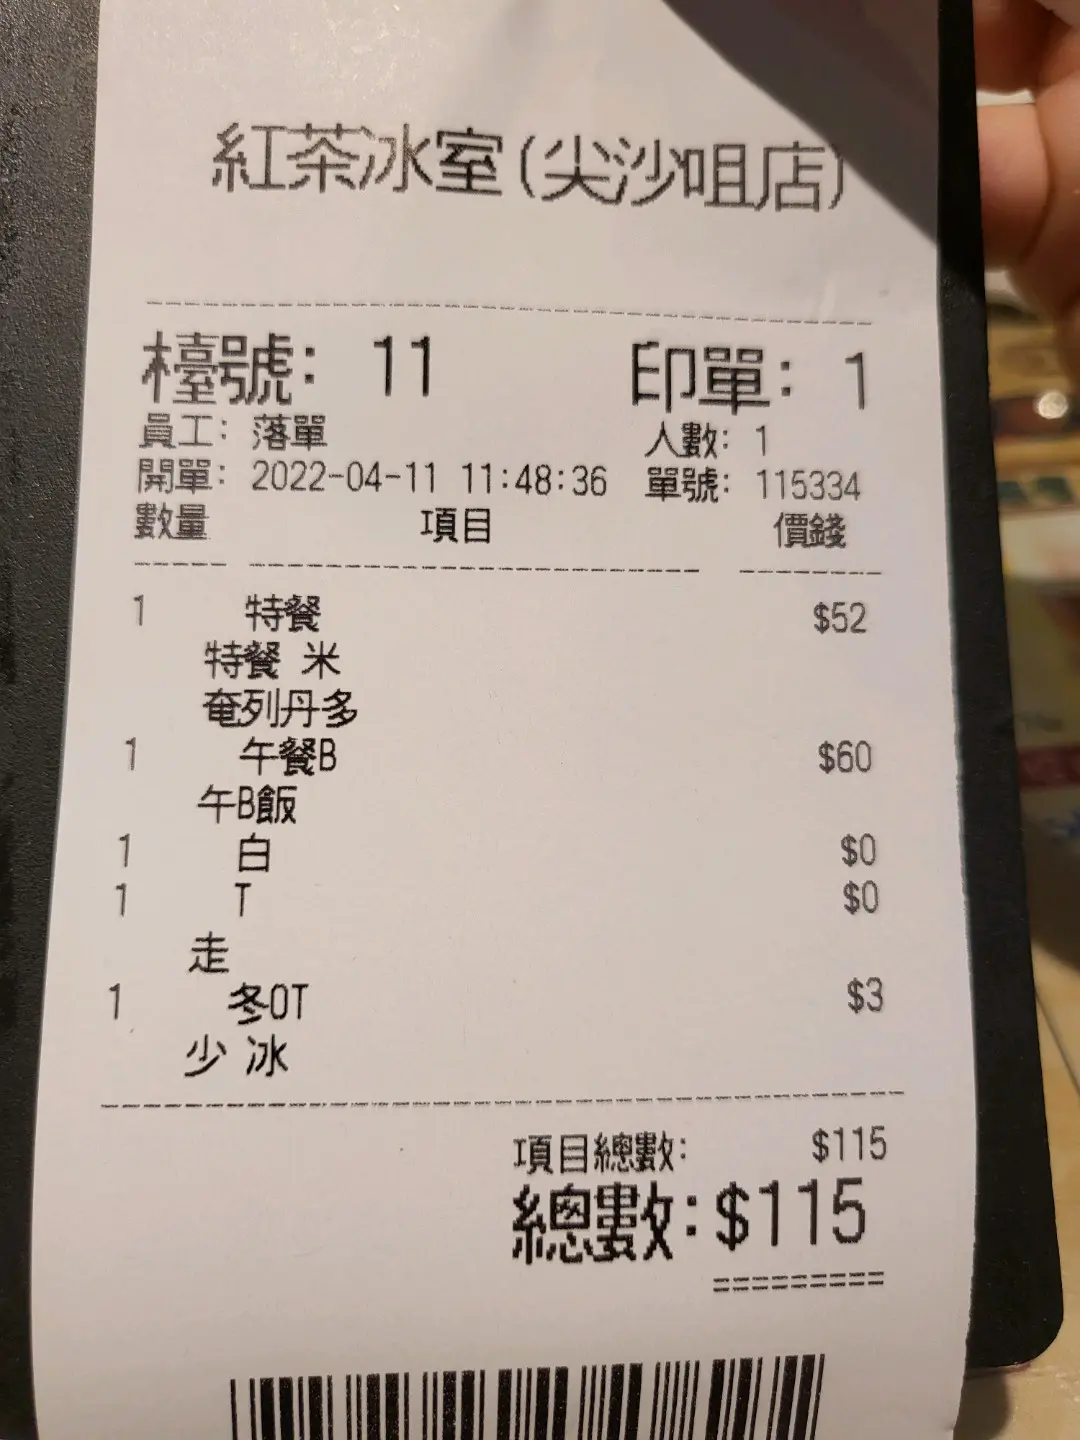 紅茶冰室(尖沙咀店)
檯號: 11 印單: 1
員工: 落單 人數: 1
開單: 2022-04-11 11:48:36 單號: 115334
數量 項目 價錢
1 特餐 $52
特餐 米
奄列丹多
1 午餐B $60
午B飯
1 白 $0
1 T $0
走
1 冬OT $3
少 冰
項目總數: $115
總數: $115
=========